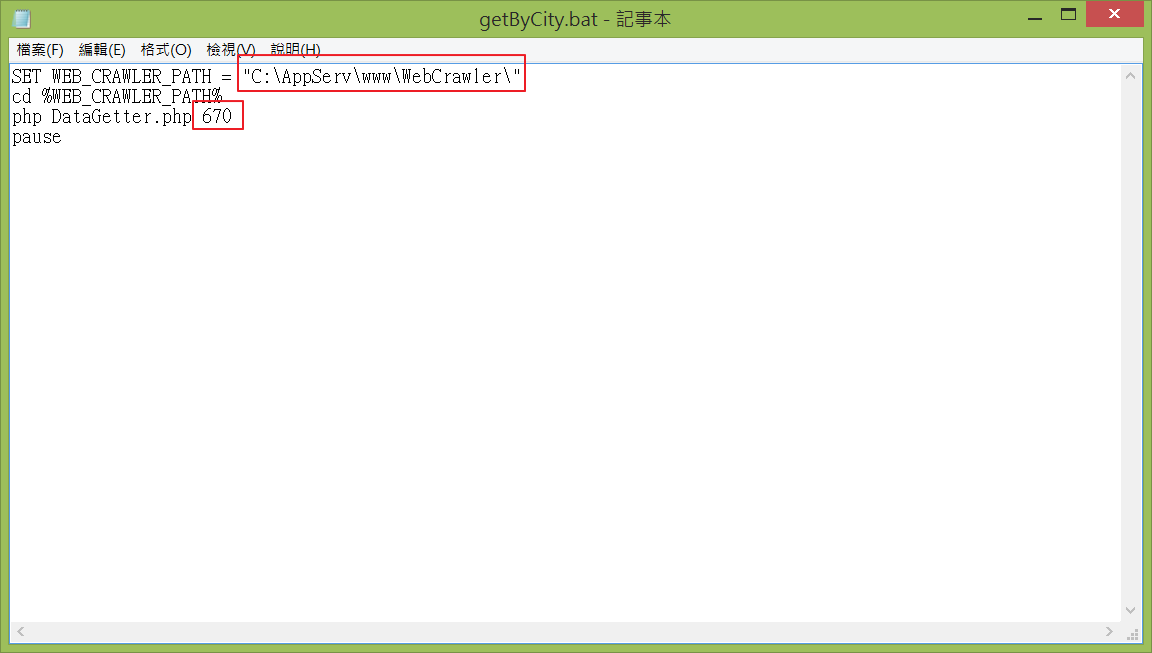 getByCity.bat - 記事本
檔案(F) 編輯(E) 格式(O) 檢視(V) 說明(H)
SET WEB_CRAWLER_PATH = "C:\AppServ\www\WebCrawler\"
cd %WEB_CRAWLER_PATH%
php DataGetter.php 670
pause